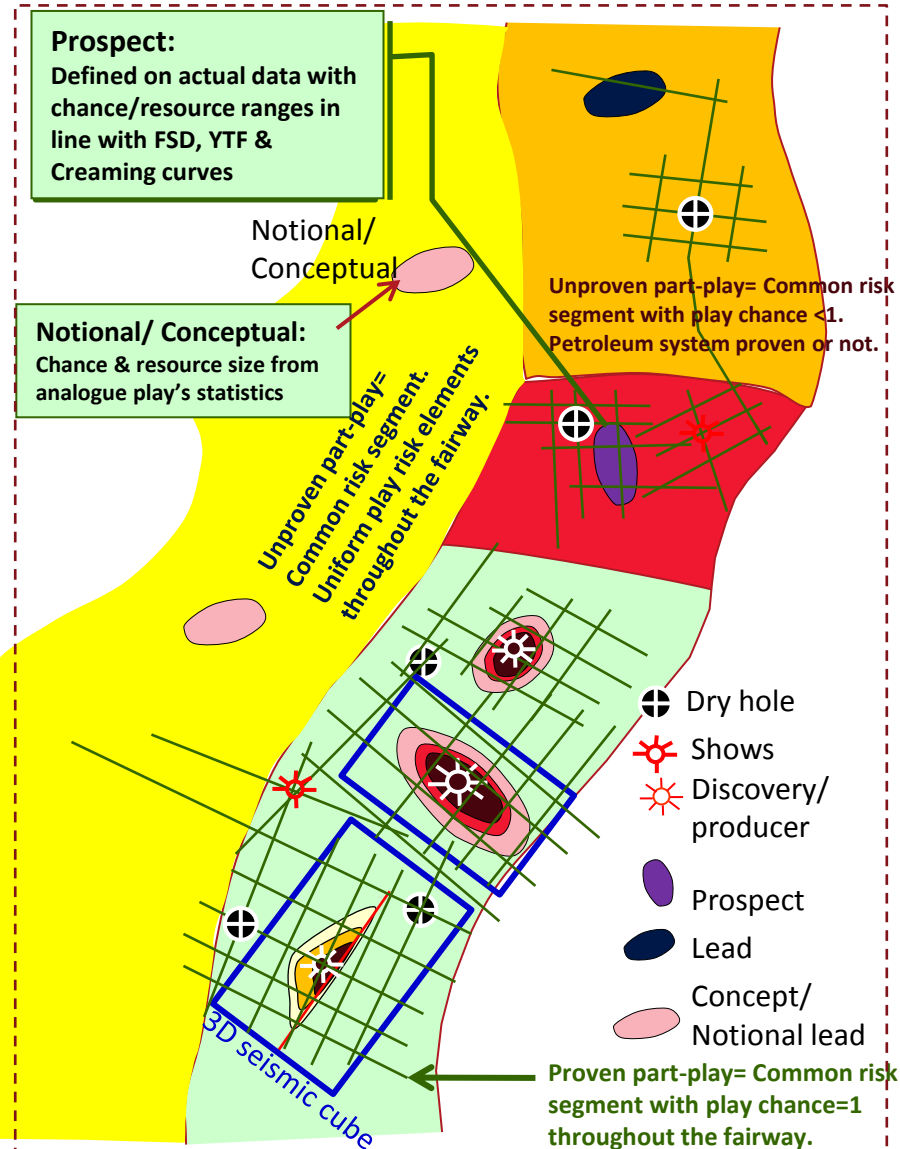 Prospect:
Defined on actual data with
chance/resource ranges in
line with FSD, YTF &
Creaming curves
Notional/
Conceptual
Notional/ Conceptual:
Chance & resource size from
analogue play's statistics
Unproven part-play= Common risk
segment with play chance <1.
Petroleum system proven or not.
Unproven part-play=
Common risk segment.
Uniform play risk elements
throughout the fairway.
Dry hole
Shows
Discovery/
producer
Prospect
Lead
Concept/
Notional lead
3D seismic cube
Proven part-play= Common risk
segment with play chance=1
throughout the fairway.